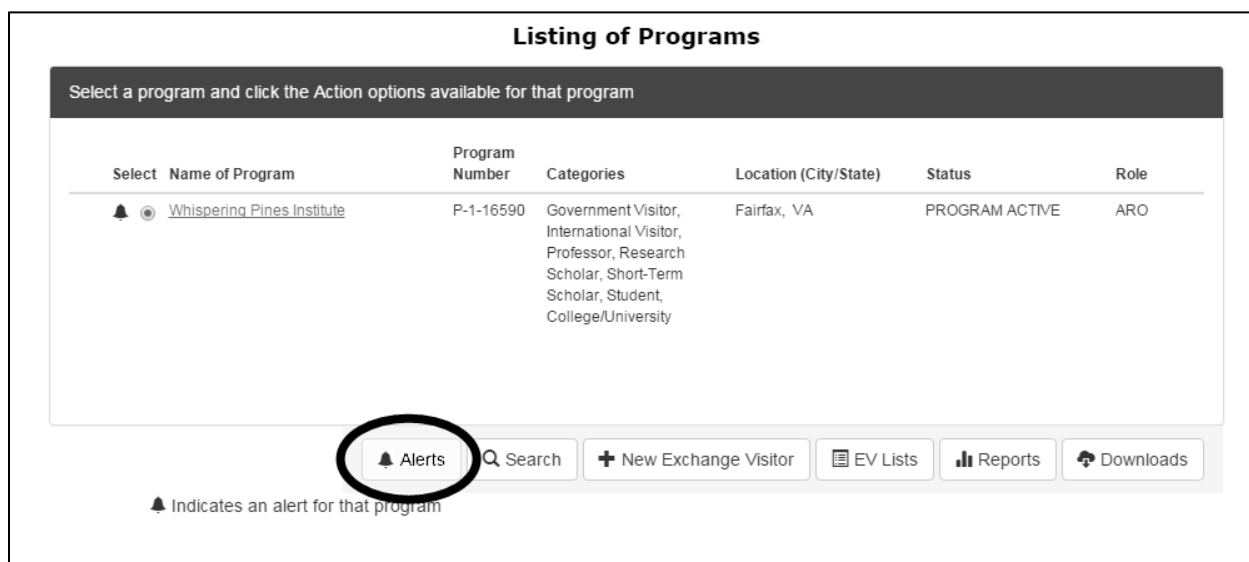 Listing of Programs
Select a program and click the Action options available for that program
Select Name of Program Program Number Categories Location (City/State) Status Role
Whispering Pines Institute P-1-16590 Government Visitor, Fairfax, VA PROGRAM ACTIVE ARO
International Visitor,
Professor, Research
Scholar, Short-Term
Scholar, Student,
College/University
Alerts Search New Exchange Visitor EV Lists Reports Downloads
Indicates an alert for that program